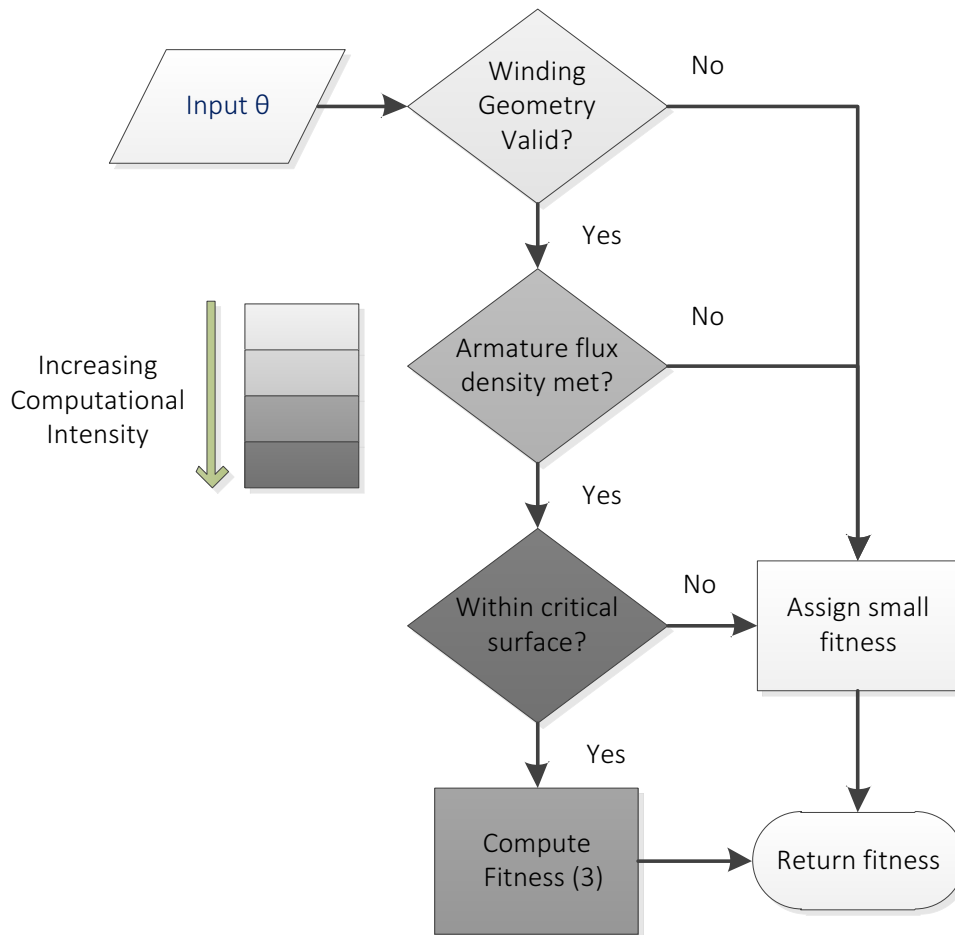 Input θ
Winding
Geometry
Valid?
No
Yes
Armature flux
density met?
No
Increasing
Computational
Intensity
Yes
Within critical
surface?
No
Assign small
fitness
Yes
Compute
Fitness (3)
Return fitness